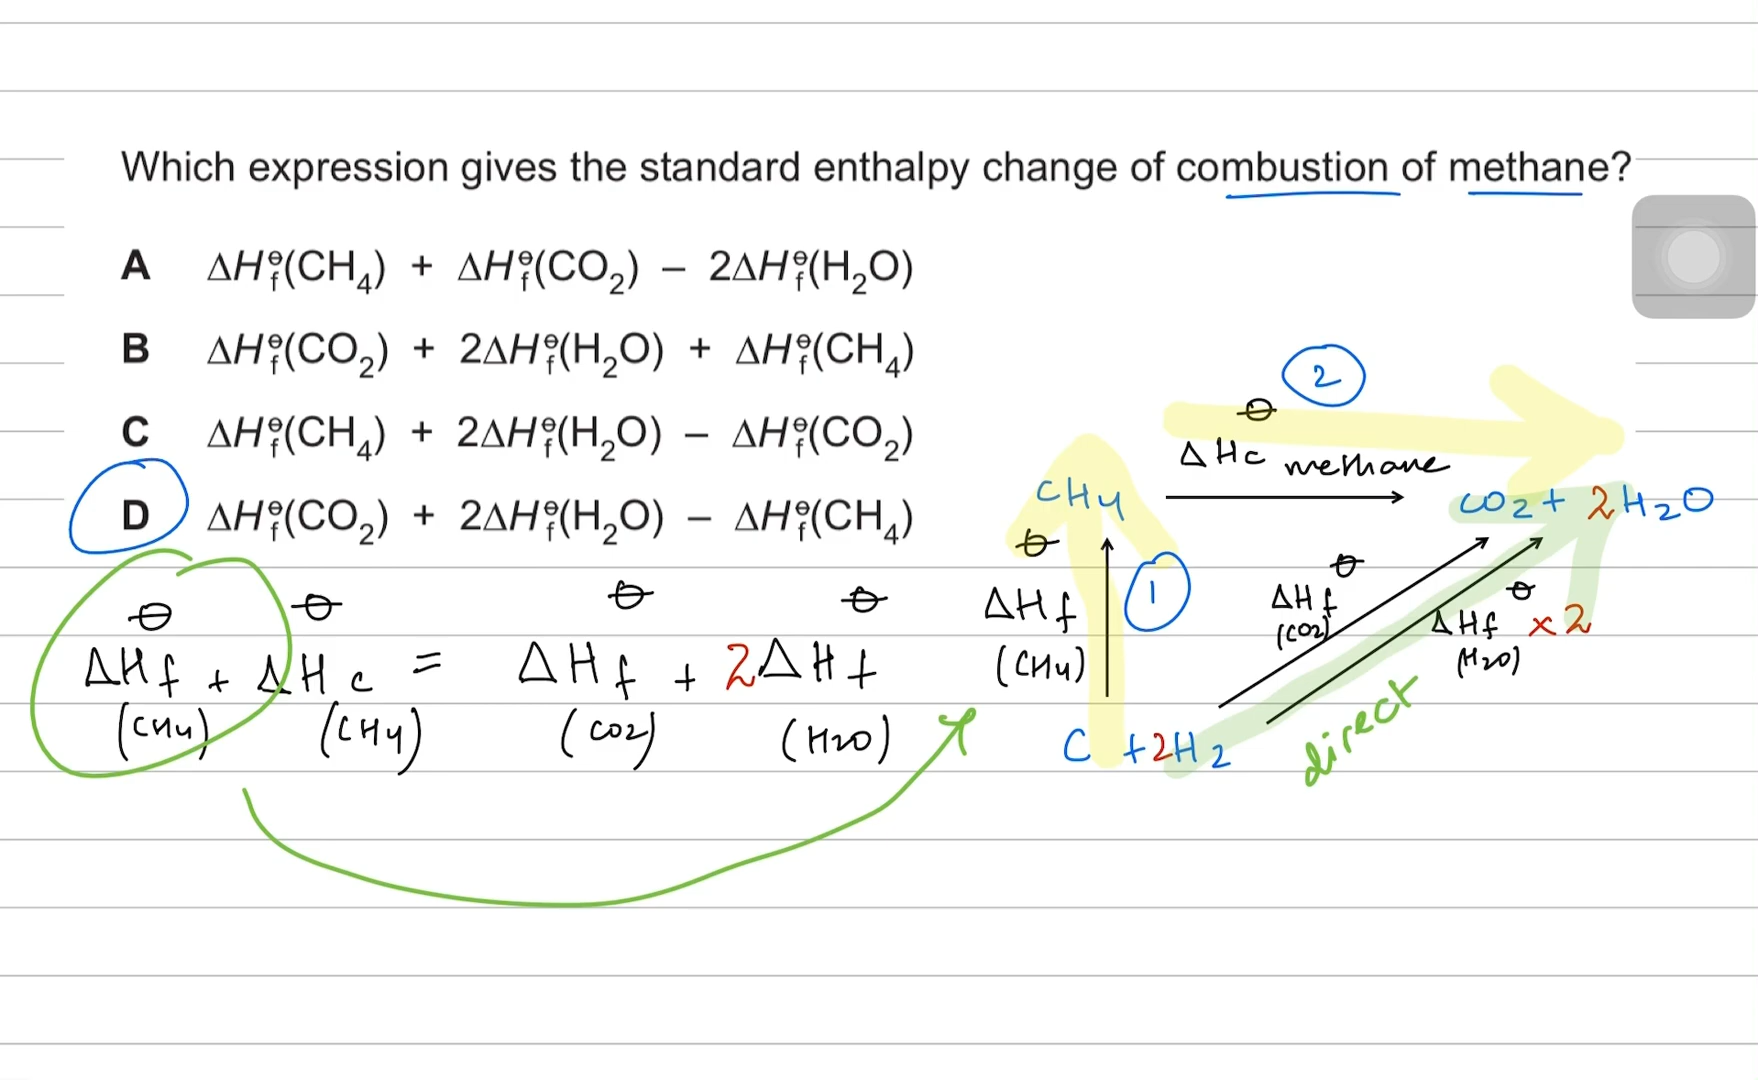 Which expression gives the standard enthalpy change of combustion of methane?
A ΔH⦵f(CH₄) + ΔH⦵f(CO₂) – 2ΔH⦵f(H₂O)
B ΔH⦵f(CO₂) + 2ΔH⦵f(H₂O) + ΔH⦵f(CH₄)
C ΔH⦵f(CH₄) + 2ΔH⦵f(H₂O) – ΔH⦵f(CO₂)
D ΔH⦵f(CO₂) + 2ΔH⦵f(H₂O) – ΔH⦵f(CH₄)
⦵ ⦵ ⦵ ⦵
ΔHf + ΔHc = ΔHf + 2ΔHf
(CH4) (CH4) (CO2) (H2O)
2
⦵
ΔHc methane
CH4 → CO2 + 2H2O
⦵
ΔHf
(CH4)
1
⦵
ΔHf
(CO2)
⦵
ΔHf x2
(H2O)
direct
C + 2H2